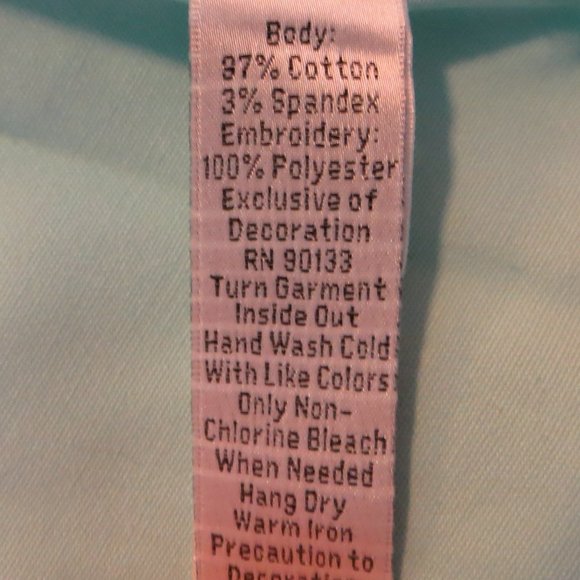 Body:
97% Cotton
3% Spandex
Embroidery:
100% Polyester
Exclusive of
Decoration
RN 90133
Turn Garment
Inside Out
Hand Wash Cold
With Like Colors
Only Non-
Chlorine Bleach
When Needed
Hang Dry
Warm Iron
Precaution to
Decoration